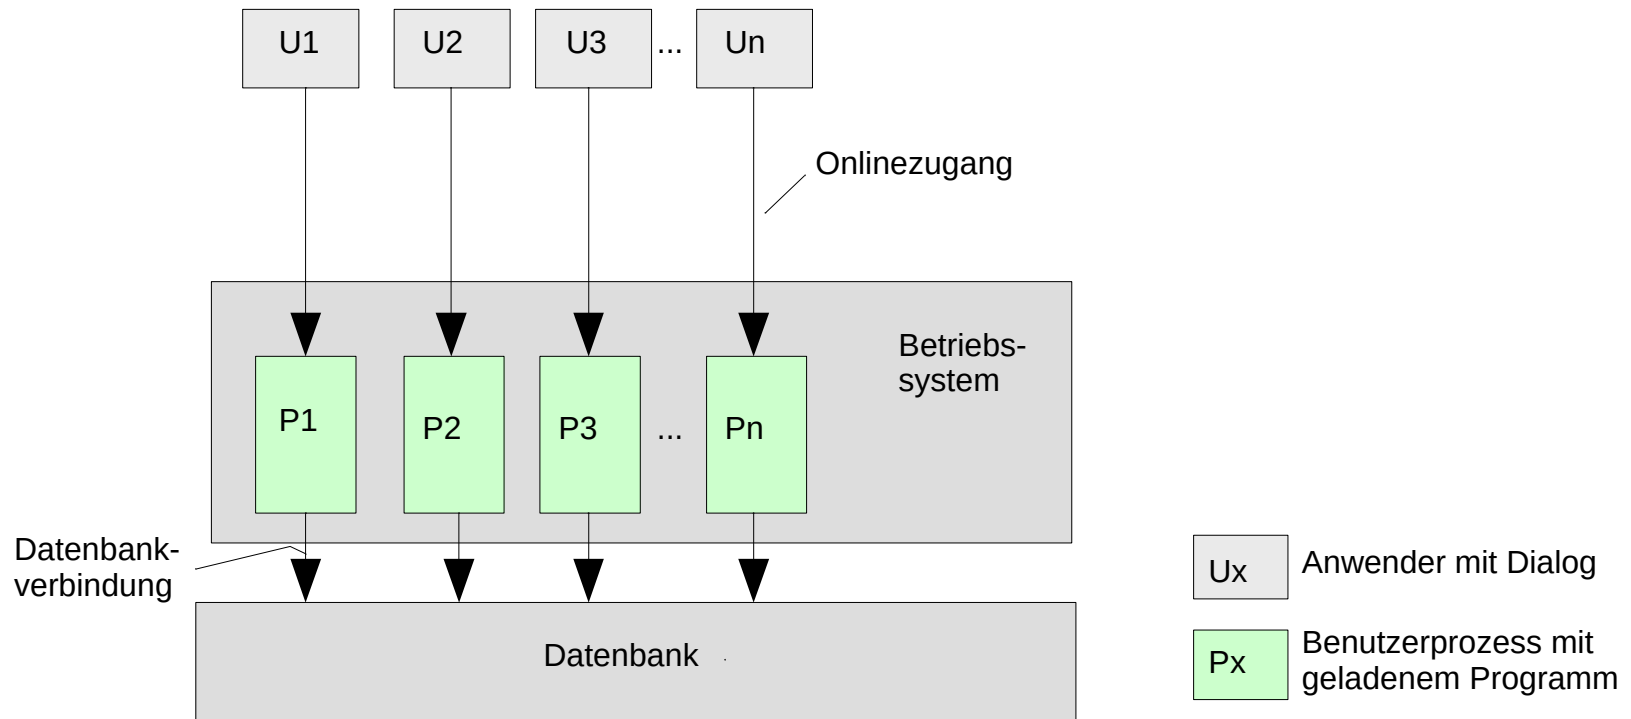 U1
U2
U3
...
Un
Onlinezugang
Betriebs-
system
P1
P2
P3
...
Pn
Datenbank-
verbindung
Datenbank
Ux
Anwender mit Dialog
Px
Benutzerprozess mit
geladenem Programm